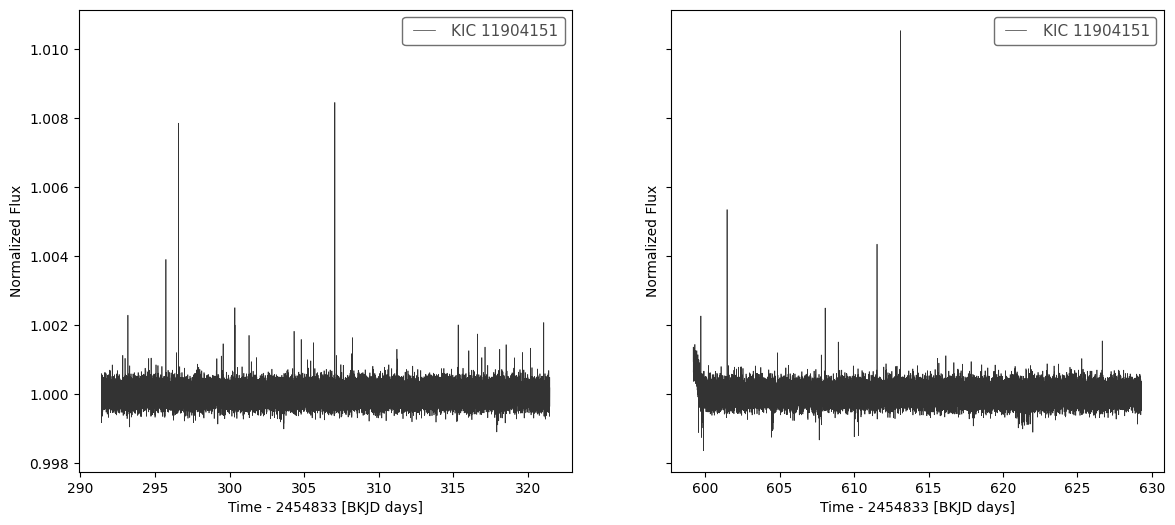 KIC 11904151
KIC 11904151
1.010
1.008
1.006
1.004
1.002
1.000
0.998
Normalized Flux
Normalized Flux
290 295 300 305 310 315 320
600 605 610 615 620 625 630
Time - 2454833 [BKJD days]
Time - 2454833 [BKJD days]